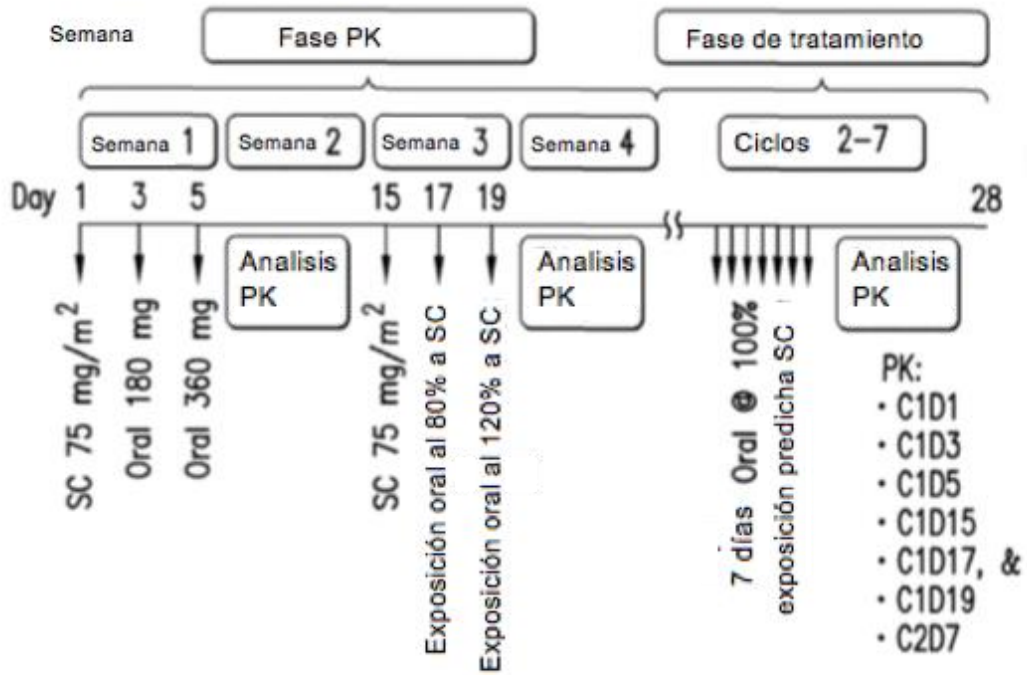 Semana
Fase PK
Fase de tratamiento
Semana 1
Semana 2
Semana 3
Semana 4
Ciclos 2-7
Day 1 3 5 15 17 19 28
SC 75 mg/m²
Oral 180 mg
Oral 360 mg
Analisis
PK
SC 75 mg/m²
Exposición oral al 80% a SC
Exposición oral al 120% a SC
Analisis
PK
7 días Oral @ 100%
exposición predicha SC
Analisis
PK
PK:
· C1D1
· C1D3
· C1D5
· C1D15
· C1D17, &
· C1D19
· C2D7